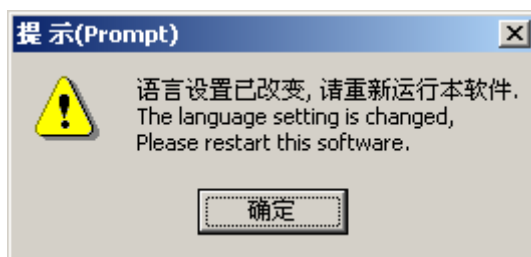 提 示(Prompt)
语言设置已改变, 请重新运行本软件.
The language setting is changed,
Please restart this software.
确定